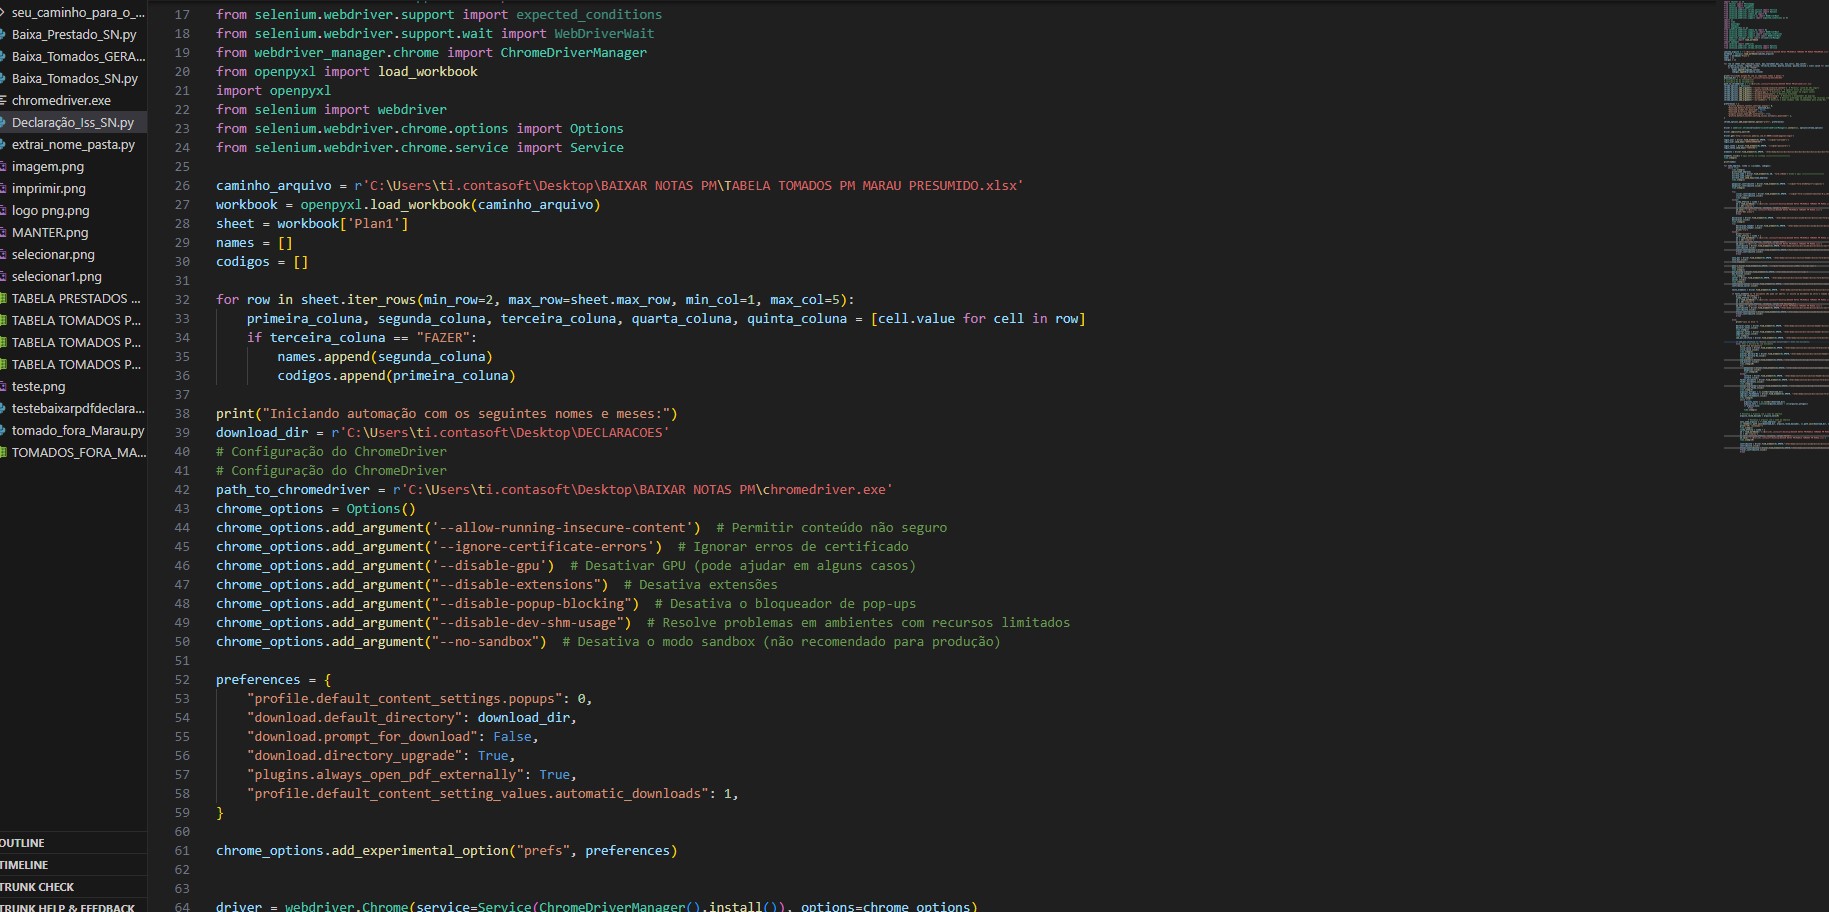 seu_caminho_para_o_...
Baixa_Prestado_SN.py
Baixa_Tomados_GERA...
Baixa_Tomados_SN.py
chromedriver.exe
Declaração_Iss_SN.py
extrai_nome_pasta.py
imagem.png
imprimir.png
logo png.png
MANTER.png
selecionar.png
selecionar1.png
TABELA PRESTADOS ...
TABELA TOMADOS P...
TABELA TOMADOS P...
TABELA TOMADOS P...
teste.png
testebaixarpdfdeclara...
tomado_fora_Marau.py
TOMADOS_FORA_MA...
OUTLINE
TIMELINE
TRUNK CHECK
TRUNK HELP & FEEDBACK
17 from selenium.webdriver.support import expected_conditions
18 from selenium.webdriver.support.wait import WebDriverWait
19 from webdriver_manager.chrome import ChromeDriverManager
20 from openpyxl import load_workbook
21 import openpyxl
22 from selenium import webdriver
23 from selenium.webdriver.chrome.options import Options
24 from selenium.webdriver.chrome.service import Service
25
26 caminho_arquivo = r'C:\Users\ti.contasoft\Desktop\BAIXAR NOTAS PM\TABELA TOMADOS PM MARAU PRESUMIDO.xlsx'
27 workbook = openpyxl.load_workbook(caminho_arquivo)
28 sheet = workbook['Plan1']
29 names = []
30 codigos = []
31
32 for row in sheet.iter_rows(min_row=2, max_row=sheet.max_row, min_col=1, max_col=5):
33     primeira_coluna, segunda_coluna, terceira_coluna, quarta_coluna, quinta_coluna = [cell.value for cell in row]
34     if terceira_coluna == "FAZER":
35         names.append(segunda_coluna)
36         codigos.append(primeira_coluna)
37
38 print("Iniciando automação com os seguintes nomes e meses:")
39 download_dir = r'C:\Users\ti.contasoft\Desktop\DECLARACOES'
40 # Configuração do ChromeDriver
41 # Configuração do ChromeDriver
42 path_to_chromedriver = r'C:\Users\ti.contasoft\Desktop\BAIXAR NOTAS PM\chromedriver.exe'
43 chrome_options = Options()
44 chrome_options.add_argument('--allow-running-insecure-content')  # Permitir conteúdo não seguro
45 chrome_options.add_argument('--ignore-certificate-errors')  # Ignorar erros de certificado
46 chrome_options.add_argument('--disable-gpu')  # Desativar GPU (pode ajudar em alguns casos)
47 chrome_options.add_argument("--disable-extensions")  # Desativa extensões
48 chrome_options.add_argument("--disable-popup-blocking")  # Desativa o bloqueador de pop-ups
49 chrome_options.add_argument("--disable-dev-shm-usage")  # Resolve problemas em ambientes com recursos limitados
50 chrome_options.add_argument("--no-sandbox")  # Desativa o modo sandbox (não recomendado para produção)
51
52 preferences = {
53     "profile.default_content_settings.popups": 0,
54     "download.default_directory": download_dir,
55     "download.prompt_for_download": False,
56     "download.directory_upgrade": True,
57     "plugins.always_open_pdf_externally": True,
58     "profile.default_content_setting_values.automatic_downloads": 1,
59 }
60
61 chrome_options.add_experimental_option("prefs", preferences)
62
63
64 driver = webdriver.Chrome(service=Service(ChromeDriverManager().install()), options=chrome_options)